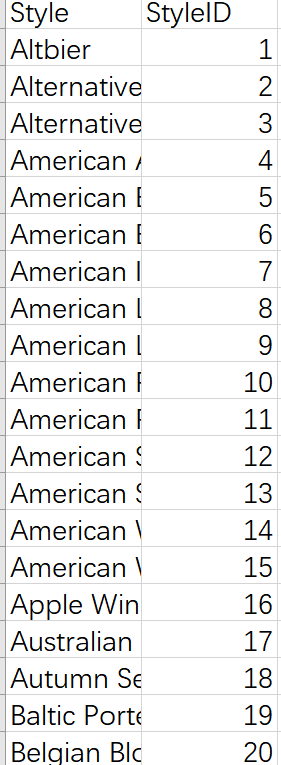 Style StyleID
Altbier 1
Alternative 2
Alternative 3
American 4
American 5
American 6
American 7
American 8
American 9
American 10
American 11
American 12
American 13
American 14
American 15
Apple Win 16
Australian 17
Autumn Se 18
Baltic Porte 19
Belgian Blo 20